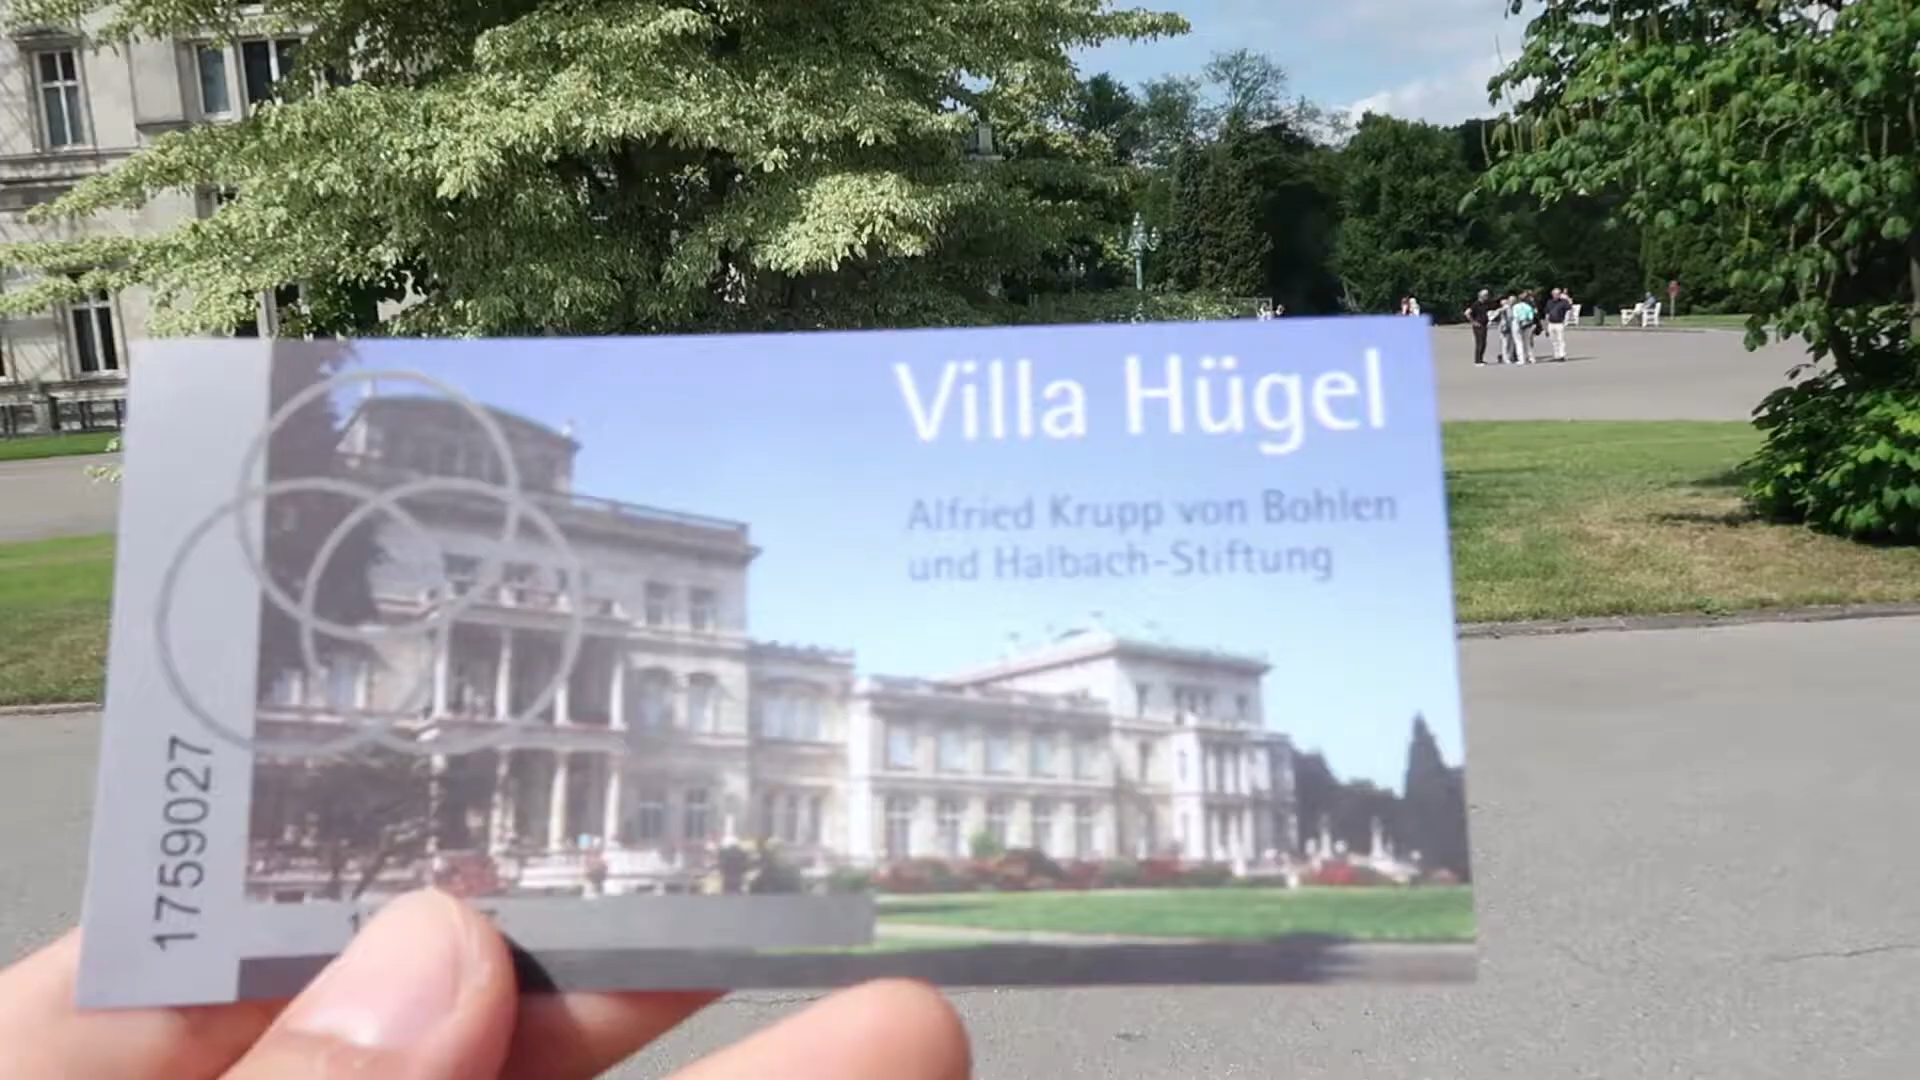 Villa Hügel
Alfried Krupp von Bohlen
und Halbach-Stiftung
1759027